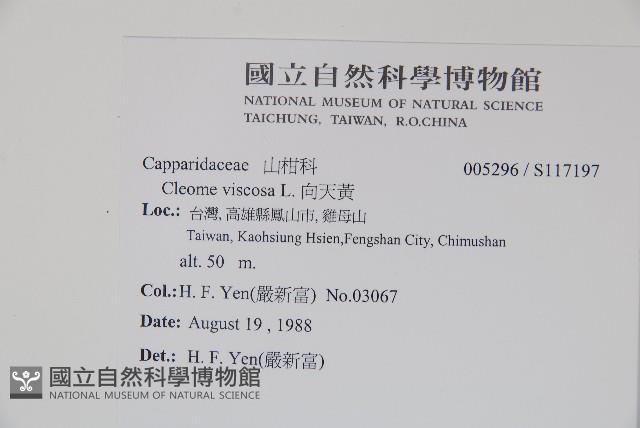 國立自然科學博物館
NATIONAL MUSEUM OF NATURAL SCIENCE
TAICHUNG, TAIWAN, R.O.CHINA
Capparidaceae 山柑科 005296 / S117197
Cleome viscosa L. 向天黃
Loc.: 台灣, 高雄縣鳳山市, 雞母山
Taiwan, Kaohsiung Hsien,Fengshan City, Chimushan
alt. 50 m.
Col.:H. F. Yen(嚴新富) No.03067
Date: August 19 , 1988
Det.: H. F. Yen(嚴新富)
國立自然科學博物館
NATIONAL MUSEUM OF NATURAL SCIENCE